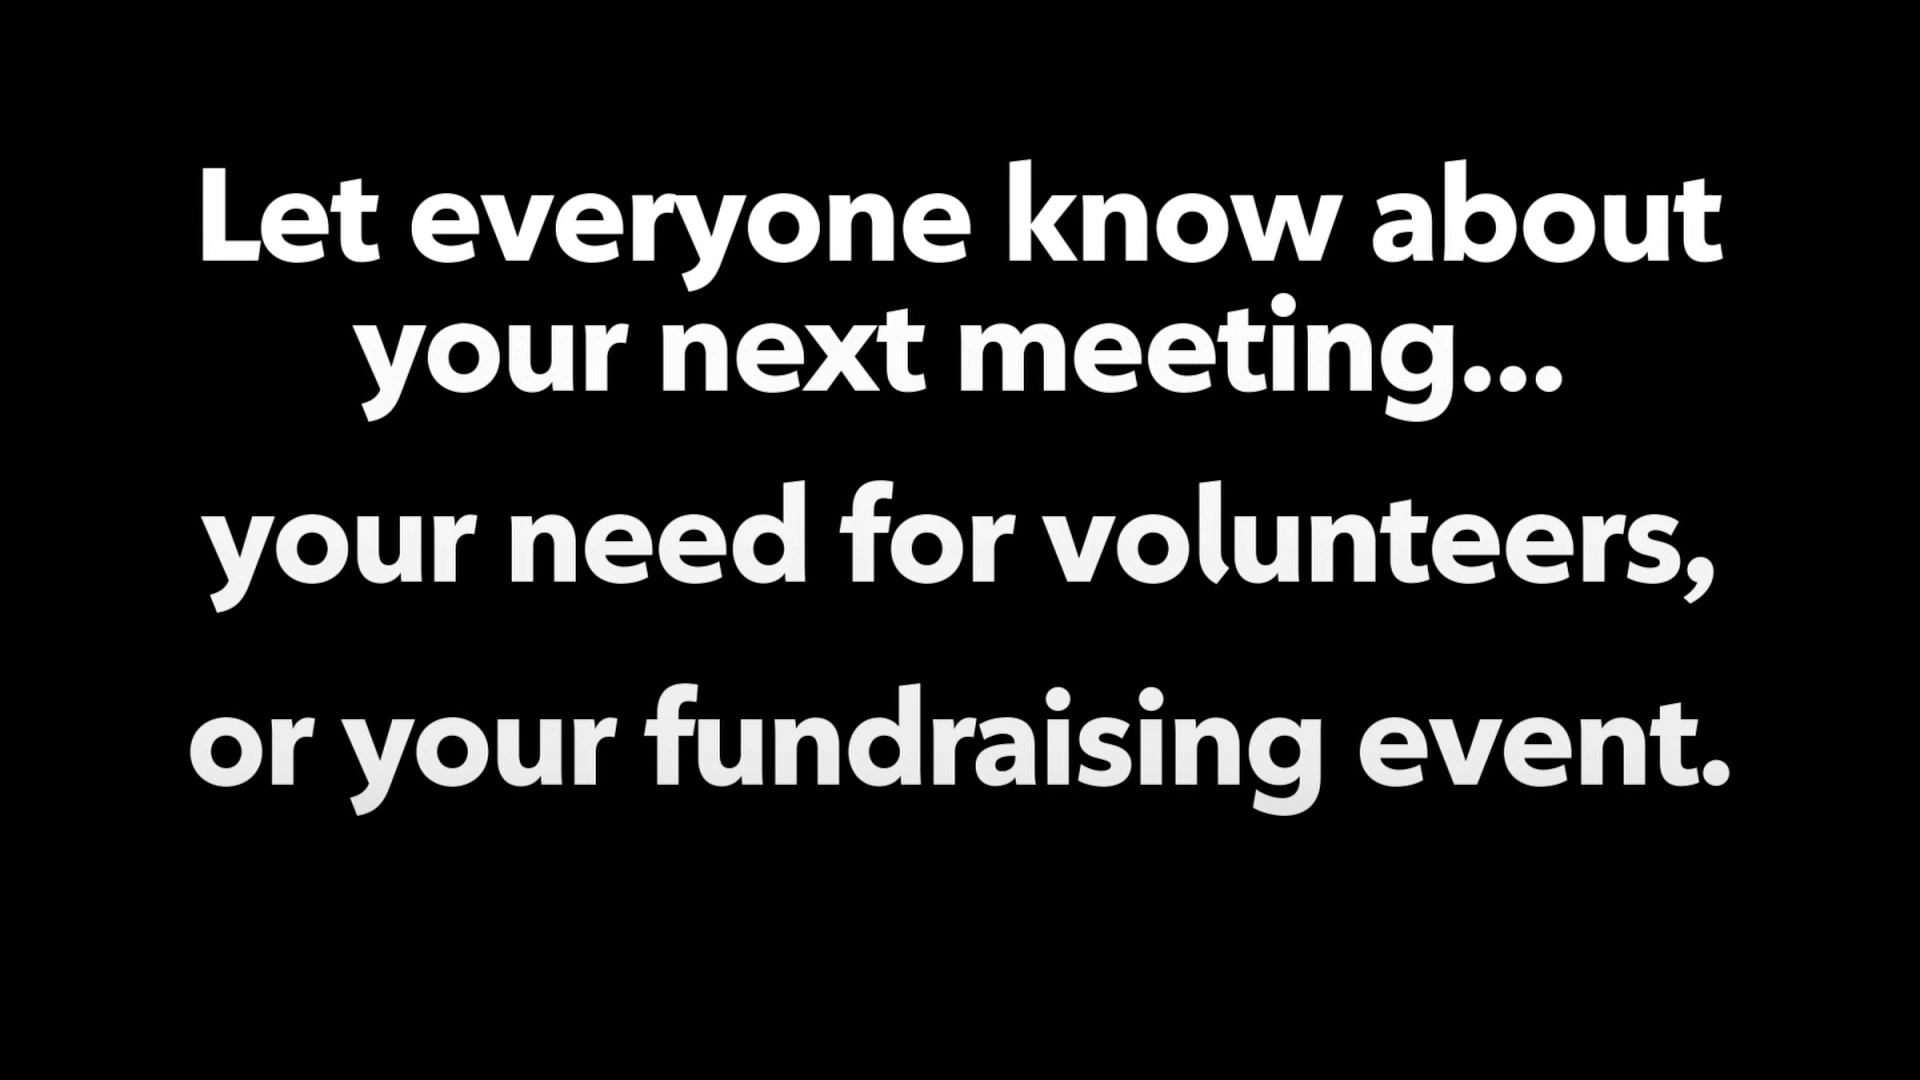 Let everyone know about
your next meeting...
your need for volunteers,
or your fundraising event.